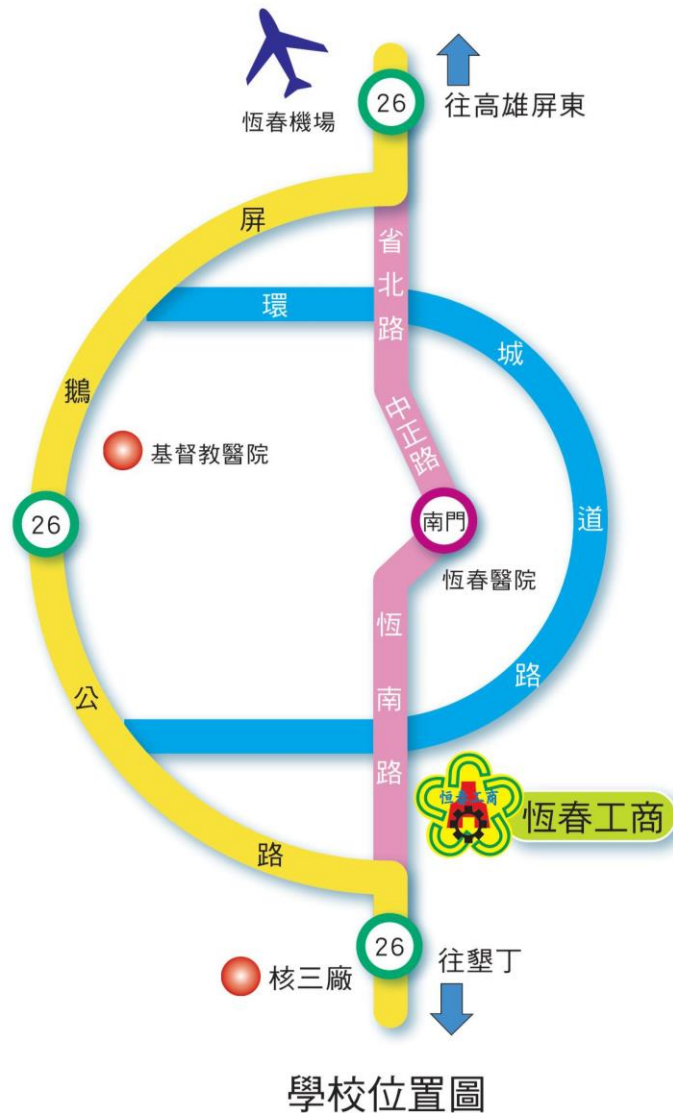 26
往高雄屏東
恆春機場
屏鵝公路
省北路
環城道路
中正路
基督教醫院
26
南門
恆春醫院
恆南路
恆春工商
恆春工商
26
往墾丁
核三廠
學校位置圖